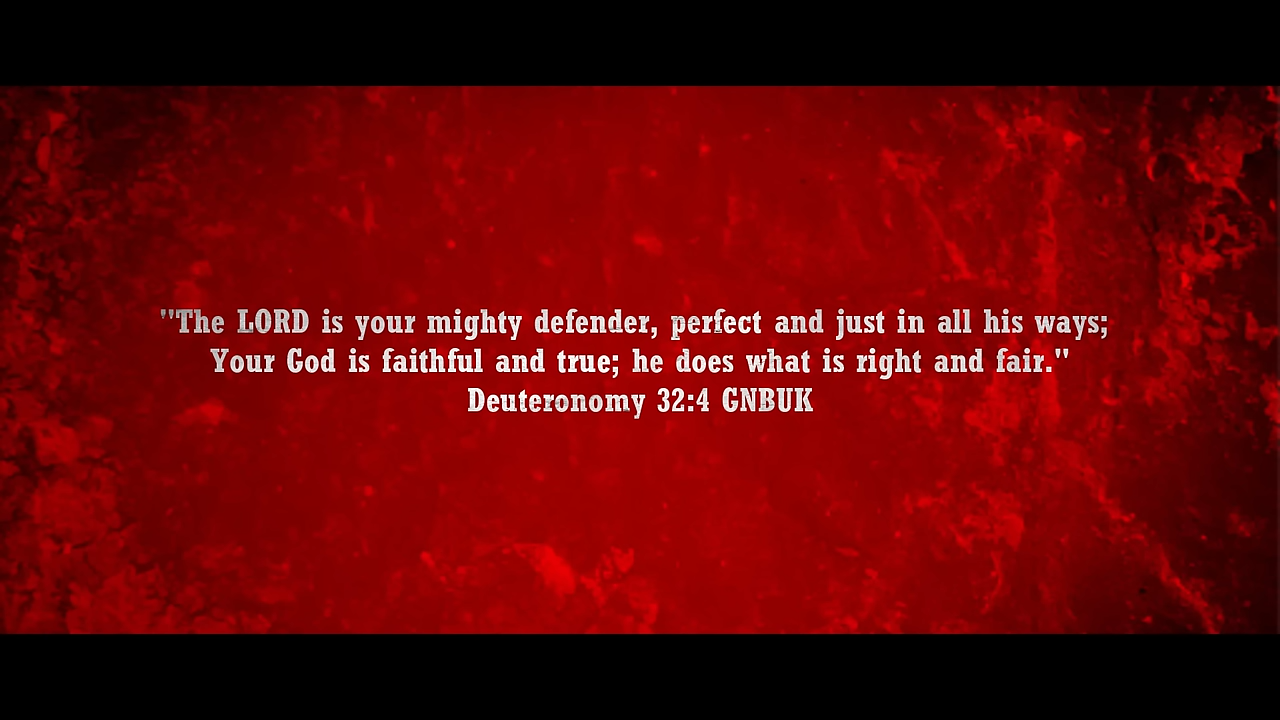 "The LORD is your mighty defender, perfect and just in all his ways;
Your God is faithful and true; he does what is right and fair."
Deuteronomy 32:4 GNBUK